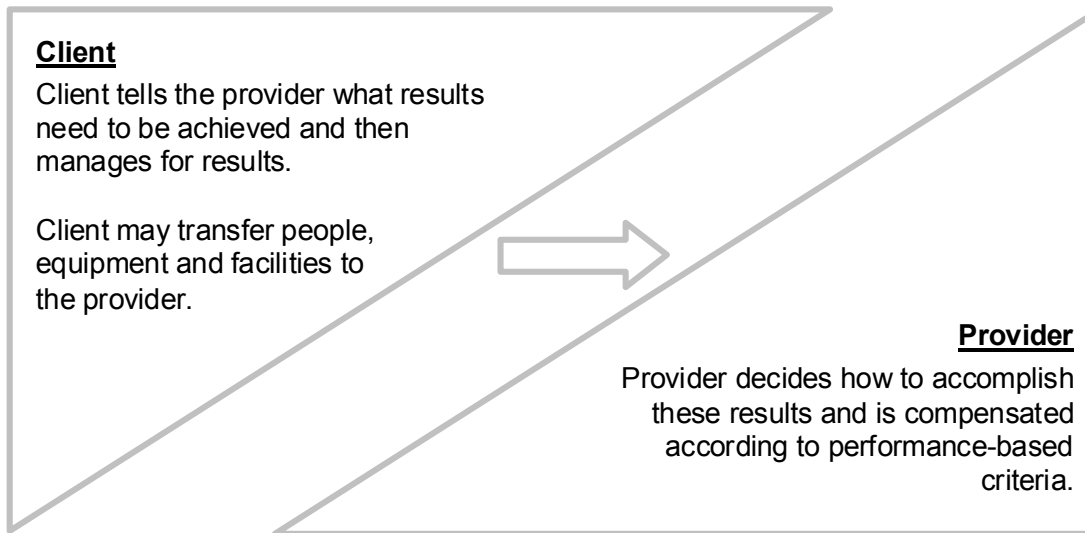 Client
Client tells the provider what results
need to be achieved and then
manages for results.
Client may transfer people,
equipment and facilities to
the provider.
Provider
Provider decides how to accomplish
these results and is compensated
according to performance-based
criteria.